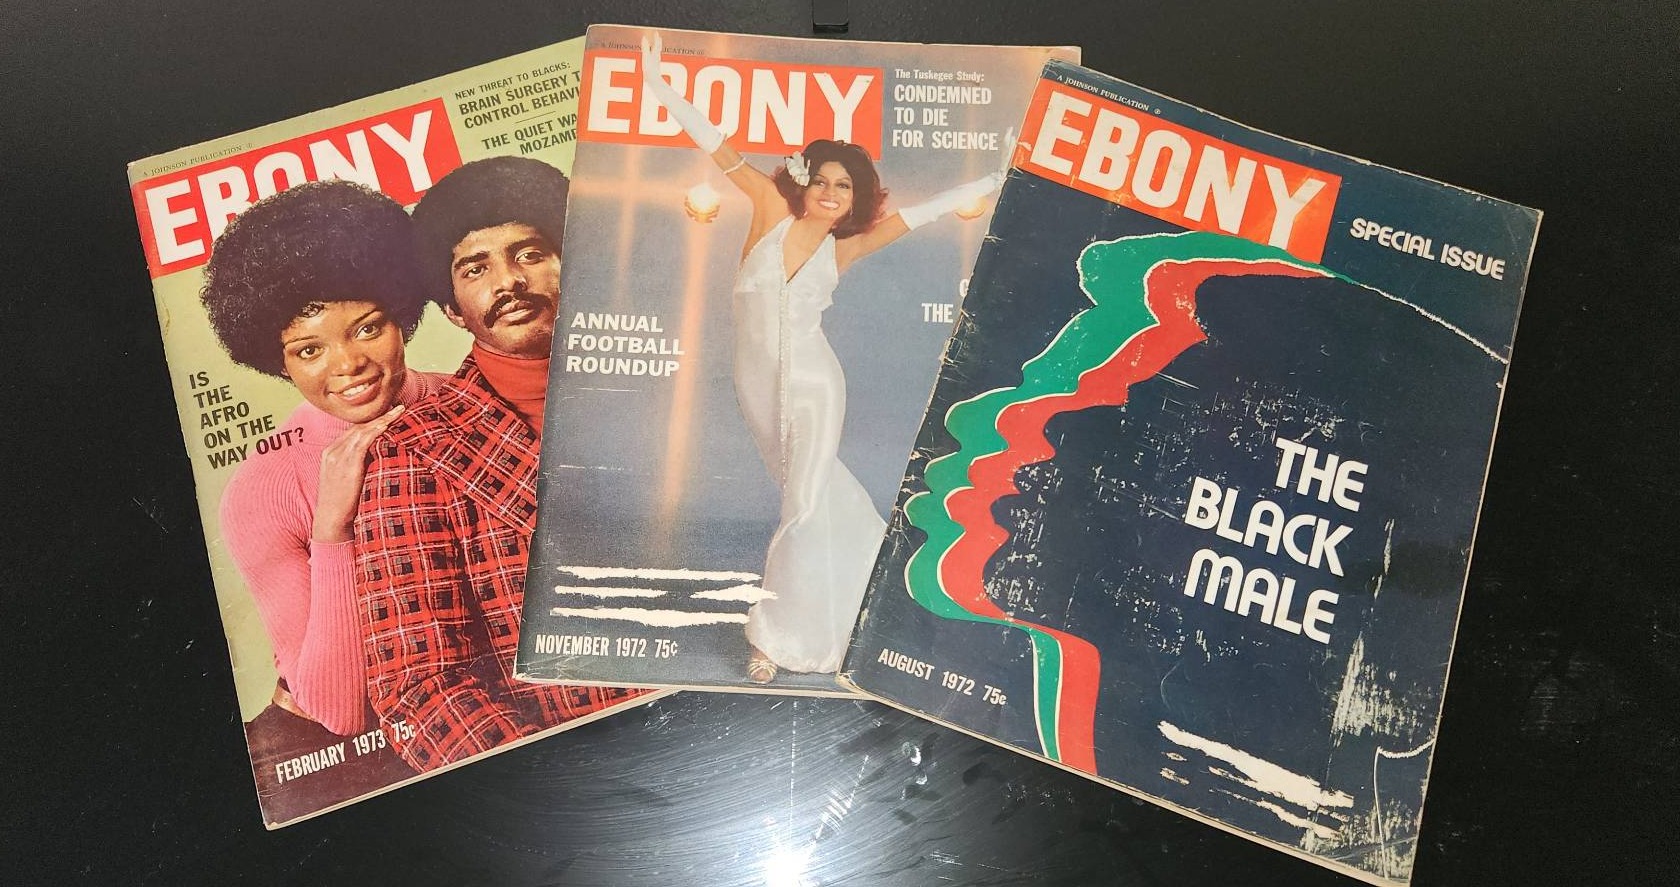 A JOHNSON PUBLICATION
EBONY
NEW THREAT TO BLACKS:
BRAIN SURGERY T
CONTROL BEHAVI
THE QUIET WA
MOZAMB
IS
THE
AFRO
ON THE
WAY OUT?
FEBRUARY 1973 75¢
A JOHNSON PUBLICATION
EBONY
The Tuskegee Study:
CONDEMNED
TO DIE
FOR SCIENCE
THE
ANNUAL
FOOTBALL
ROUNDUP
NOVEMBER 1972 75¢
A JOHNSON PUBLICATION
EBONY
SPECIAL ISSUE
THE
BLACK
MALE
AUGUST 1972 75¢